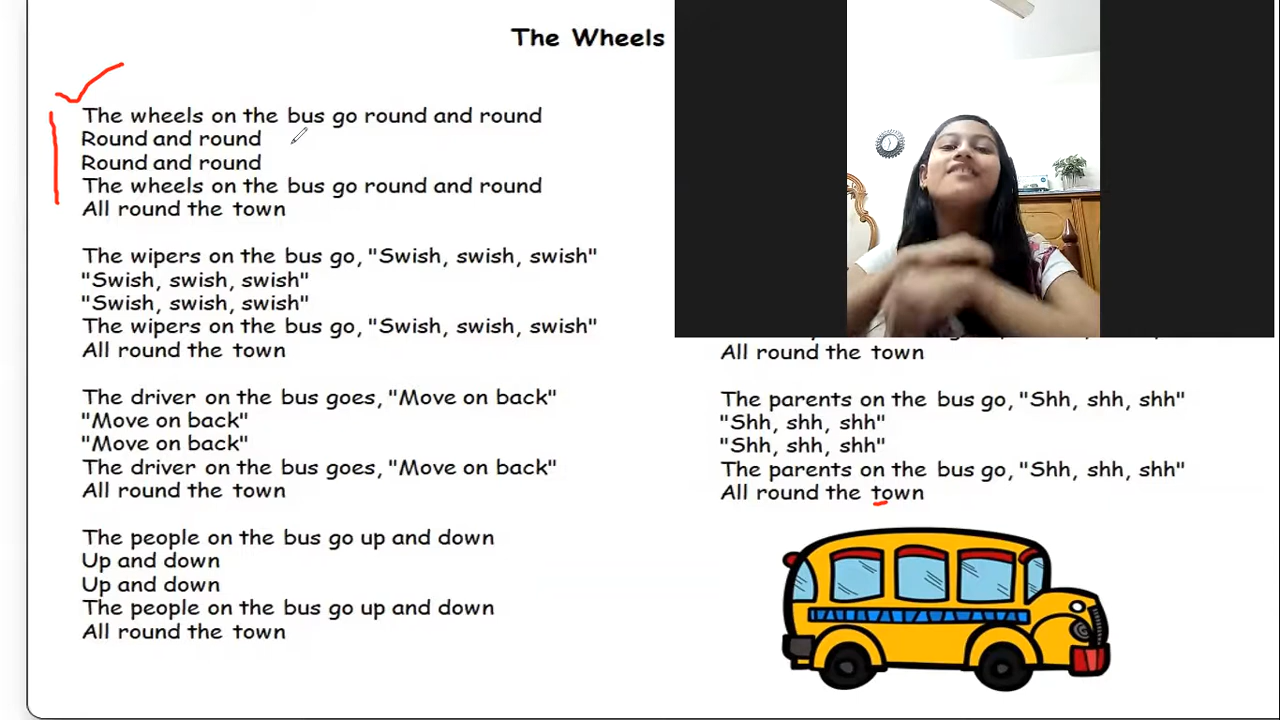 The Wheels
The wheels on the bus go round and round
Round and round
Round and round
The wheels on the bus go round and round
All round the town
The wipers on the bus go, "Swish, swish, swish"
"Swish, swish, swish"
"Swish, swish, swish"
The wipers on the bus go, "Swish, swish, swish"
All round the town
The driver on the bus goes, "Move on back"
"Move on back"
"Move on back"
The driver on the bus goes, "Move on back"
All round the town
The people on the bus go up and down
Up and down
Up and down
The people on the bus go up and down
All round the town
All round the town
The parents on the bus go, "Shh, shh, shh"
"Shh, shh, shh"
"Shh, shh, shh"
The parents on the bus go, "Shh, shh, shh"
All round the town